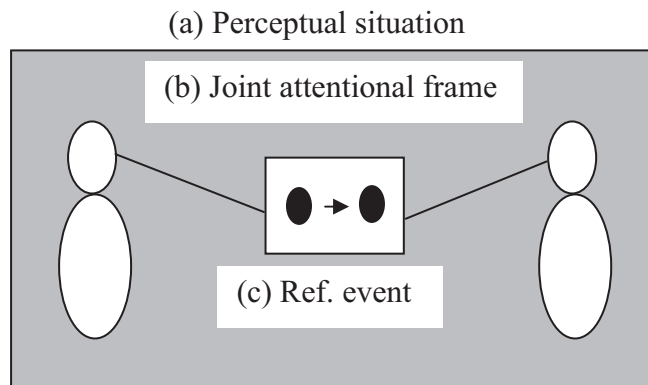 (a) Perceptual situation
(b) Joint attentional frame
(c) Ref. event